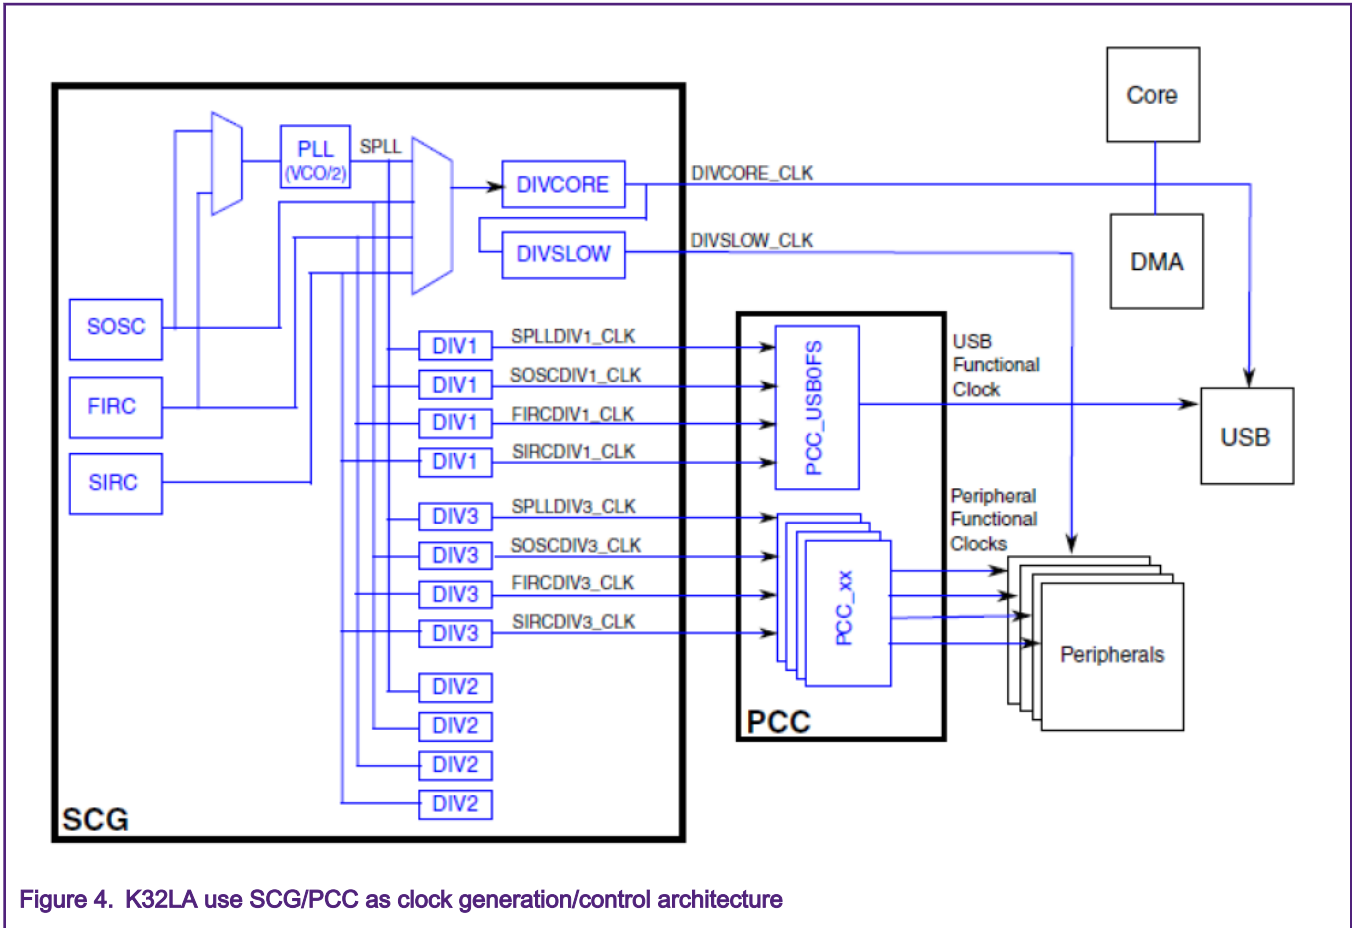 Core
PLL
(VCO/2)
SPLL
DIVCORE
DIVCORE_CLK
DIVSLOW
DIVSLOW_CLK
DMA
SOSC
FIRC
SIRC
DIV1
SPLLDIV1_CLK
DIV1
SOSCDIV1_CLK
DIV1
FIRCDIV1_CLK
DIV1
SIRCDIV1_CLK
PCC_USB0FS
USB
Functional
Clock
USB
DIV3
SPLLDIV3_CLK
DIV3
SOSCDIV3_CLK
DIV3
FIRCDIV3_CLK
DIV3
SIRCDIV3_CLK
PCC_xx
Peripheral
Functional
Clocks
Peripherals
DIV2
DIV2
DIV2
DIV2
PCC
SCG
Figure 4. K32LA use SCG/PCC as clock generation/control architecture